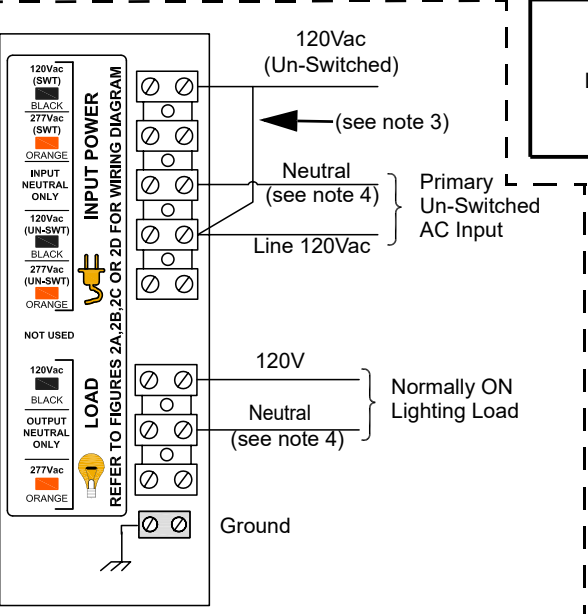 120Vac
(SWT)
BLACK
277Vac
(SWT)
ORANGE
INPUT
NEUTRAL
ONLY
120Vac
(UN-SWT)
BLACK
277Vac
(UN-SWT)
ORANGE
NOT USED
120Vac
BLACK
OUTPUT
NEUTRAL
ONLY
277Vac
ORANGE
INPUT POWER
LOAD
REFER TO FIGURES 2A,2B,2C OR 2D FOR WIRING DIAGRAM
120Vac
(Un-Switched)
(see note 3)
Neutral
(see note 4)
Line 120Vac
Primary
Un-Switched
AC Input
120V
Neutral
(see note 4)
Normally ON
Lighting Load
Ground